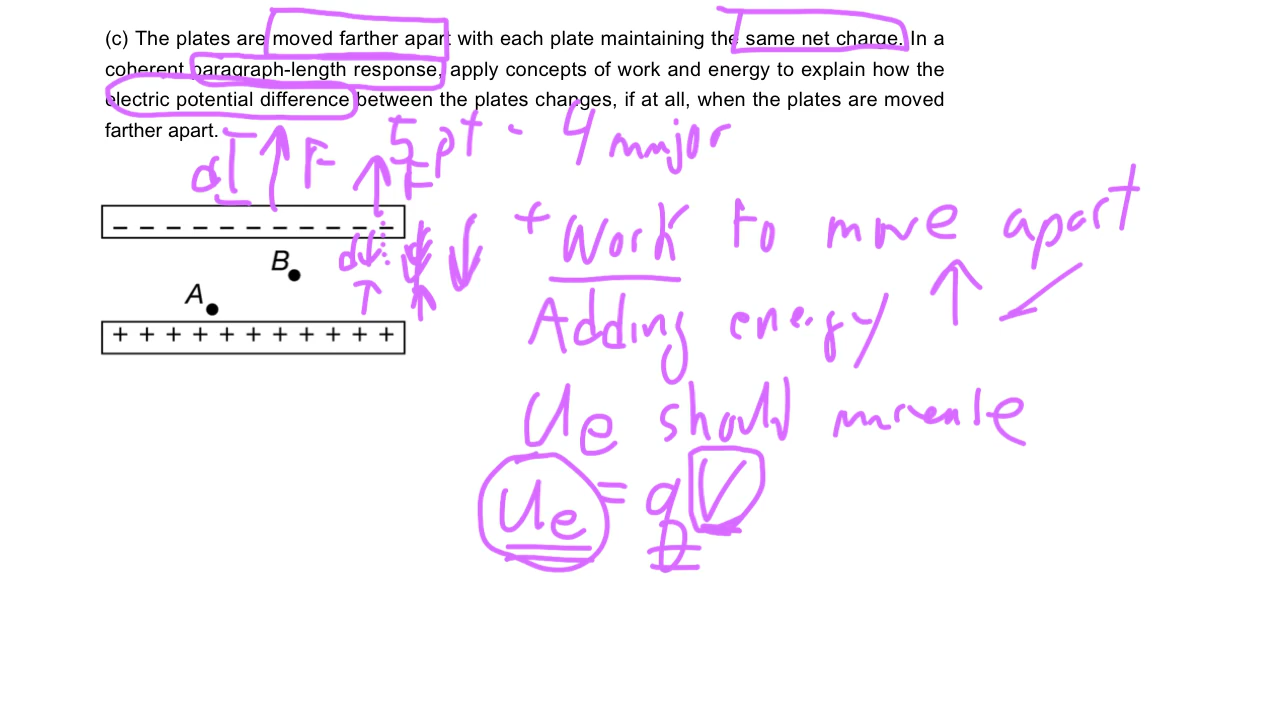 (c) The plates are moved farther apart with each plate maintaining the same net charge. In a
coherent paragraph-length response, apply concepts of work and energy to explain how the
electric potential difference between the plates changes, if at all, when the plates are moved
farther apart.
5 pt - 4 major
d F F
- - - - - - - - - - -
+ Work to move apart
B
d
A
+ + + + + + + + + + +
Adding energy ↑
Ue should
Ue = qV